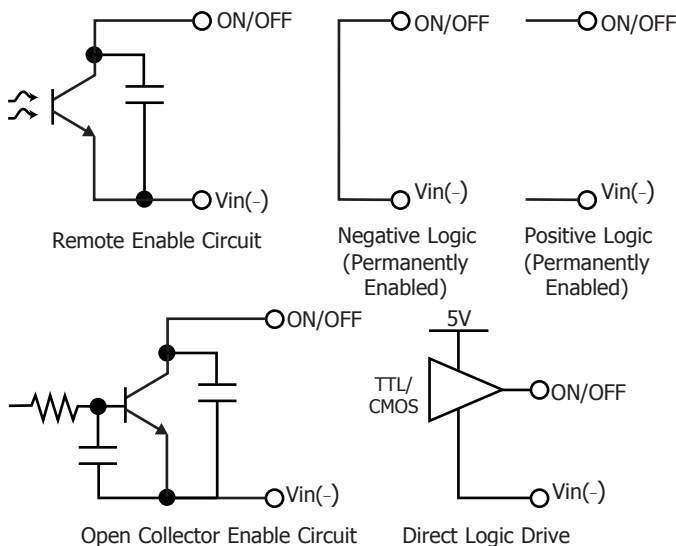 ON/OFF
Vin(–)
Remote Enable Circuit
ON/OFF
Vin(–)
Negative Logic
(Permanently
Enabled)
ON/OFF
Vin(–)
Positive Logic
(Permanently
Enabled)
ON/OFF
Vin(–)
Open Collector Enable Circuit
5V
TTL/
CMOS
ON/OFF
Vin(–)
Direct Logic Drive